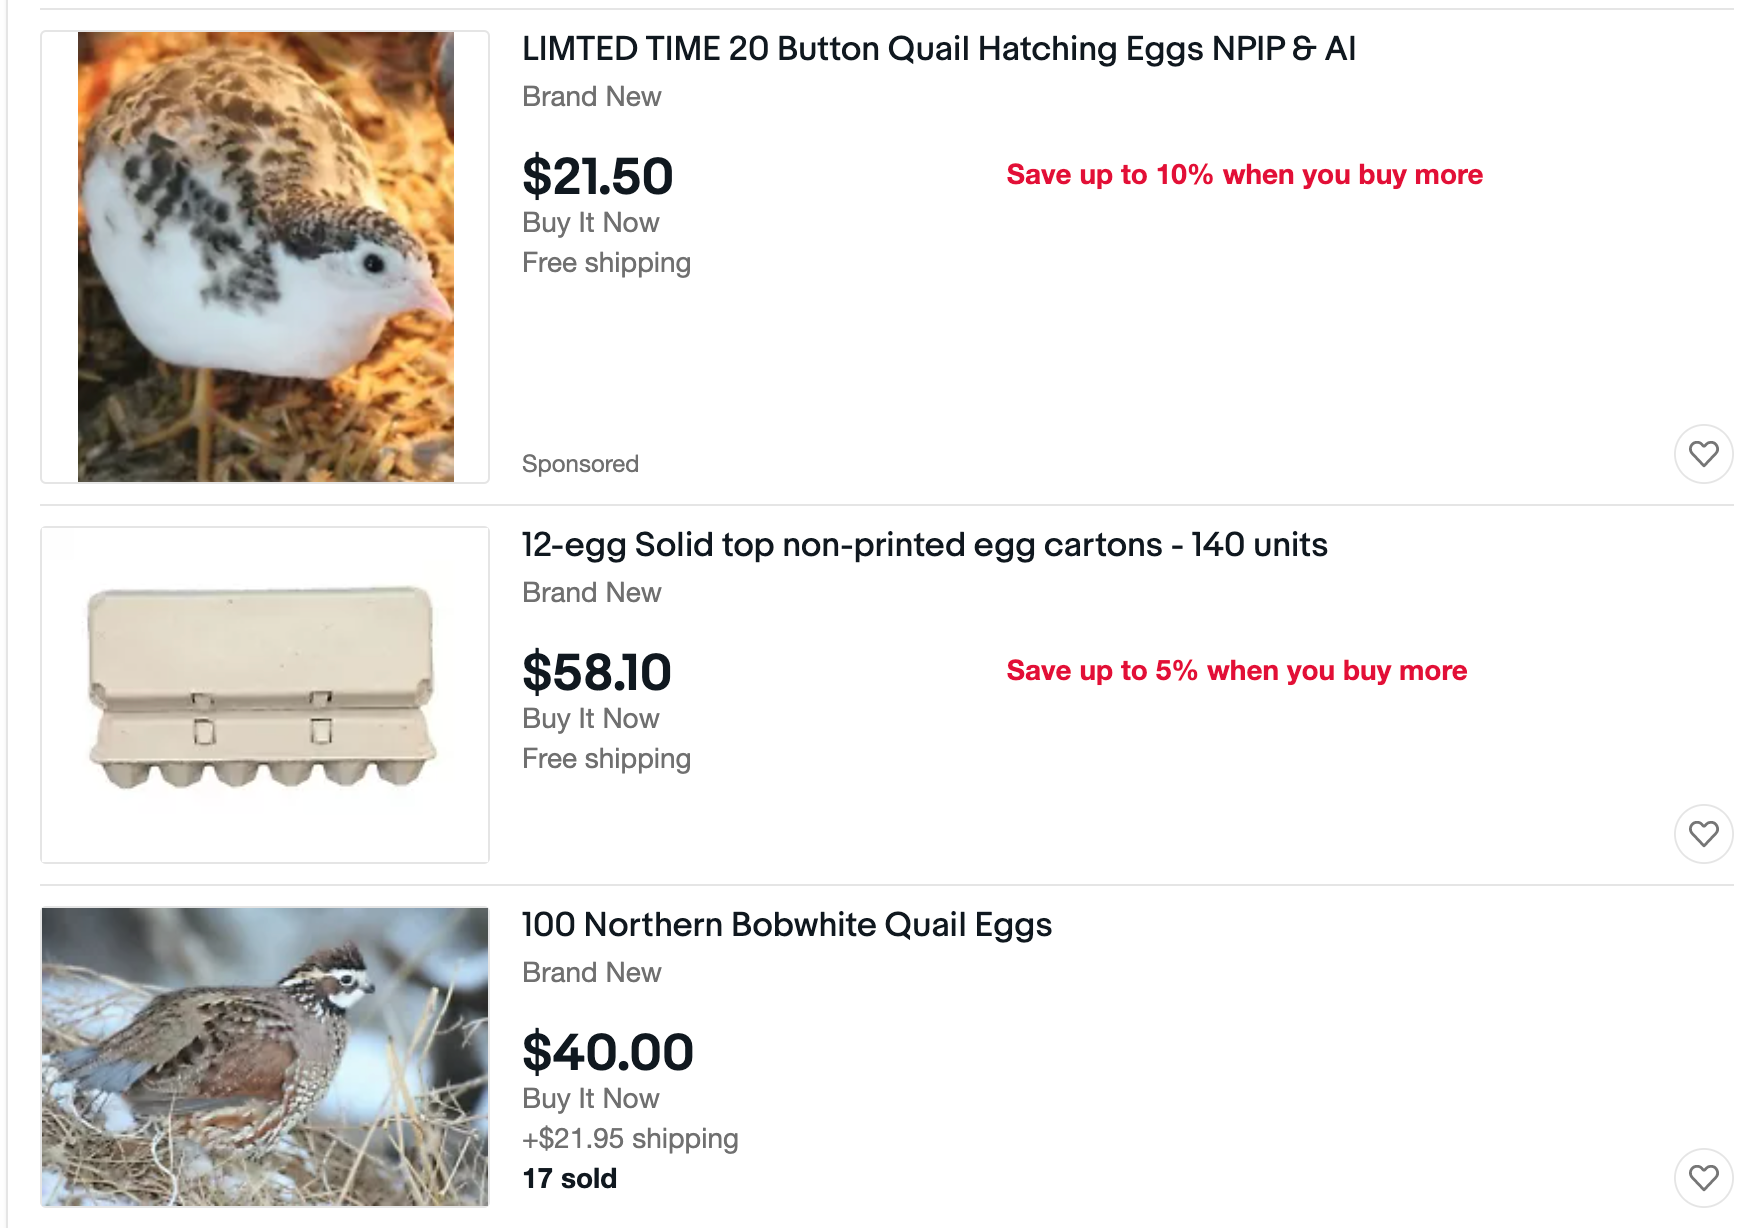 LIMTED TIME 20 Button Quail Hatching Eggs NPIP & AI
Brand New
$21.50
Save up to 10% when you buy more
Buy It Now
Free shipping
Sponsored
12-egg Solid top non-printed egg cartons - 140 units
Brand New
$58.10
Save up to 5% when you buy more
Buy It Now
Free shipping
100 Northern Bobwhite Quail Eggs
Brand New
$40.00
Buy It Now
+$21.95 shipping
17 sold